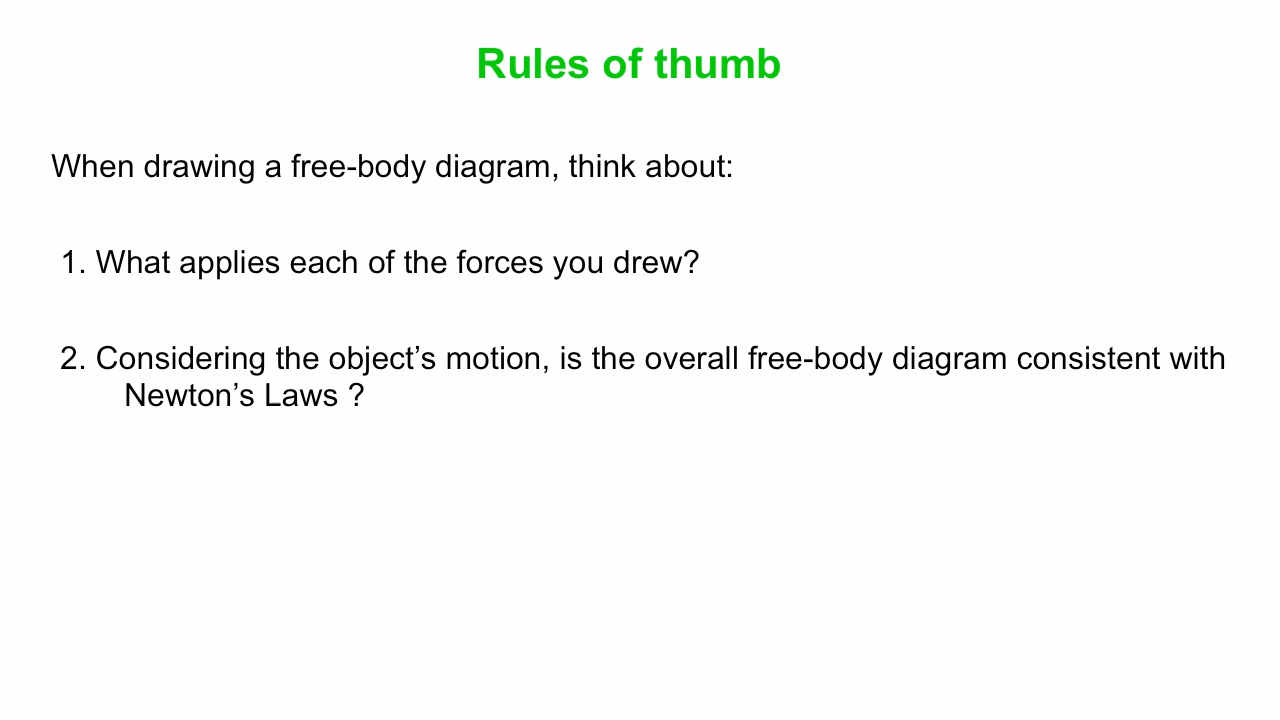 Rules of thumb
When drawing a free-body diagram, think about:
1. What applies each of the forces you drew?
2. Considering the object’s motion, is the overall free-body diagram consistent with
Newton’s Laws ?